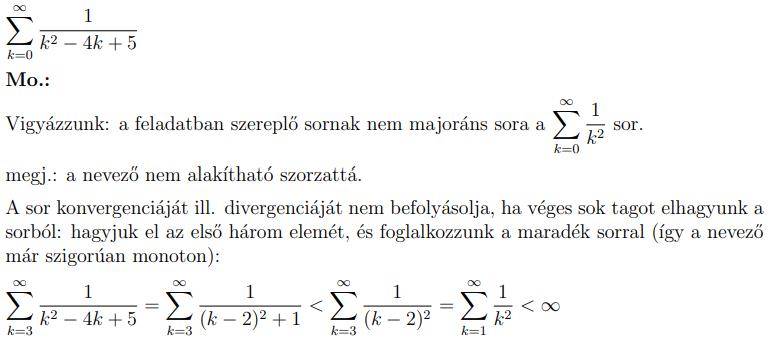 $\sum_{k=0}^{\infty} \frac{1}{k^2 - 4k + 5}$
Mo.:
Vigyázzunk: a feladatban szereplő sornak nem majoráns sora a $\sum_{k=0}^{\infty} \frac{1}{k^2}$ sor.
megj.: a nevező nem alakítható szorzattá.
A sor konvergenciáját ill. divergenciáját nem befolyásolja, ha véges sok tagot elhagyunk a
sorból: hagyjuk el az első három elemét, és foglalkozzunk a maradék sorral (így a nevező
már szigorúan monoton):
$\sum_{k=3}^{\infty} \frac{1}{k^2 - 4k + 5} = \sum_{k=3}^{\infty} \frac{1}{(k-2)^2 + 1} < \sum_{k=3}^{\infty} \frac{1}{(k-2)^2} = \sum_{k=1}^{\infty} \frac{1}{k^2} < \infty$